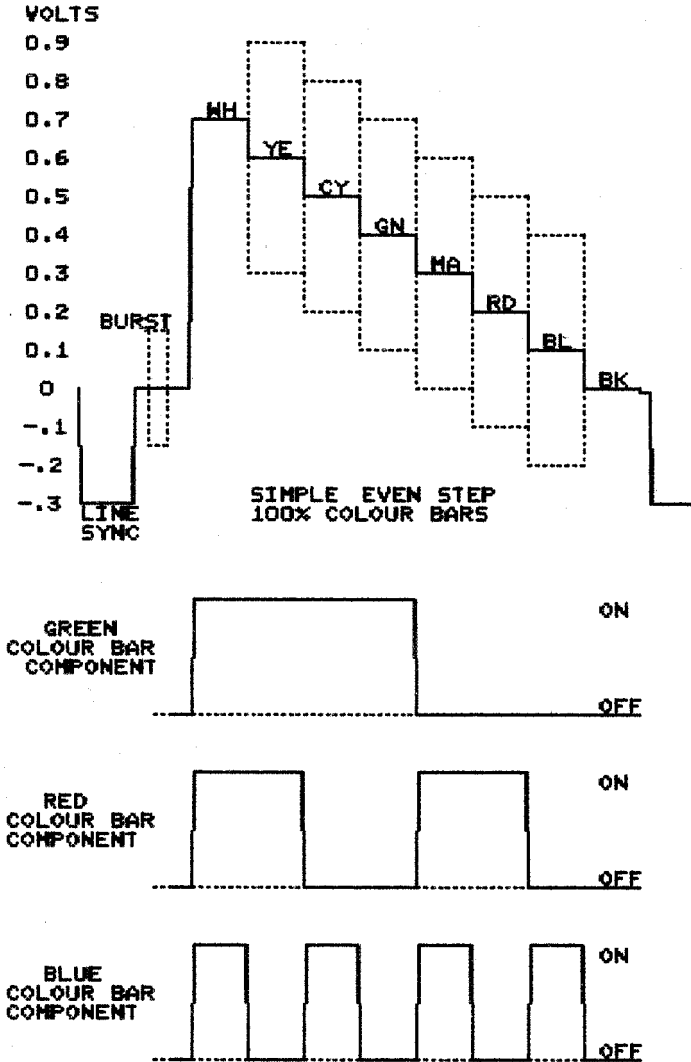 VOLTS
0.9
0.8
0.7
0.6
0.5
0.4
0.3
0.2
0.1
0
-.1
-.2
-.3
WH
YE
CY
GN
MA
RD
BL
BK
BURST
LINE
SYNC
SIMPLE EVEN STEP
100% COLOUR BARS
GREEN
COLOUR BAR
COMPONENT
ON
OFF
RED
COLOUR BAR
COMPONENT
ON
OFF
BLUE
COLOUR BAR
COMPONENT
ON
OFF